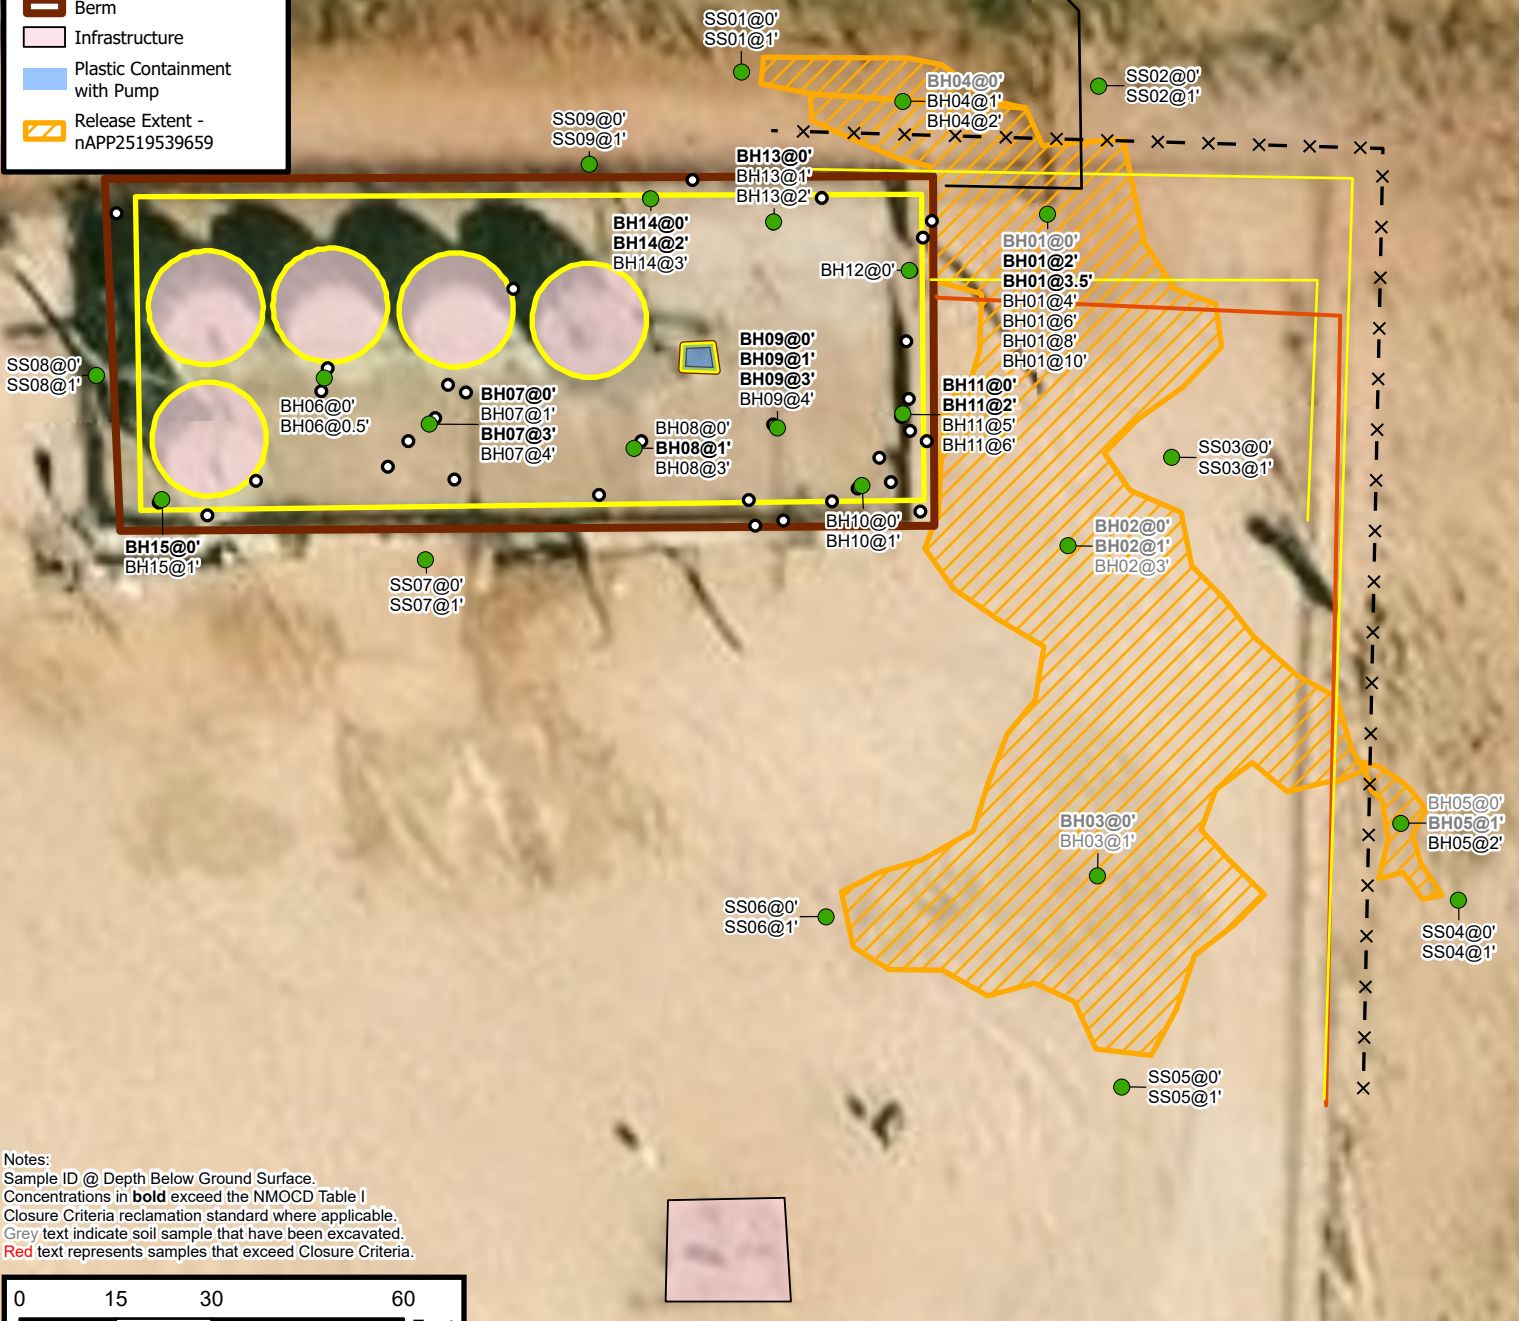 Berm
Infrastructure
Plastic Containment
with Pump
Release Extent -
nAPP2519539659
SS01@0'
SS01@1'
BH04@0'
BH04@1'
BH04@2'
SS02@0'
SS02@1'
SS09@0'
SS09@1'
BH13@0'
BH13@1'
BH13@2'
BH14@0'
BH14@2'
BH14@3'
BH12@0'
BH01@0'
BH01@2'
BH01@3.5'
BH01@4'
BH01@6'
BH01@8'
BH01@10'
SS08@0'
SS08@1'
BH06@0'
BH06@0.5'
BH07@0'
BH07@1'
BH07@3'
BH07@4'
BH09@0'
BH09@1'
BH09@3'
BH09@4'
BH08@0'
BH08@1'
BH08@3'
BH11@0'
BH11@2'
BH11@5'
BH11@6'
SS03@0'
SS03@1'
BH10@0'
BH10@1'
BH15@0'
BH15@1'
SS07@0'
SS07@1'
BH02@0'
BH02@1'
BH02@3'
BH03@0'
BH03@1'
BH05@0'
BH05@1'
BH05@2'
SS06@0'
SS06@1'
SS04@0'
SS04@1'
SS05@0'
SS05@1'
Notes:
Sample ID @ Depth Below Ground Surface.
Concentrations in bold exceed the NMOCD Table I
Closure Criteria reclamation standard where applicable.
Grey text indicate soil sample that have been excavated.
Red text represents samples that exceed Closure Criteria.
0 15 30 60